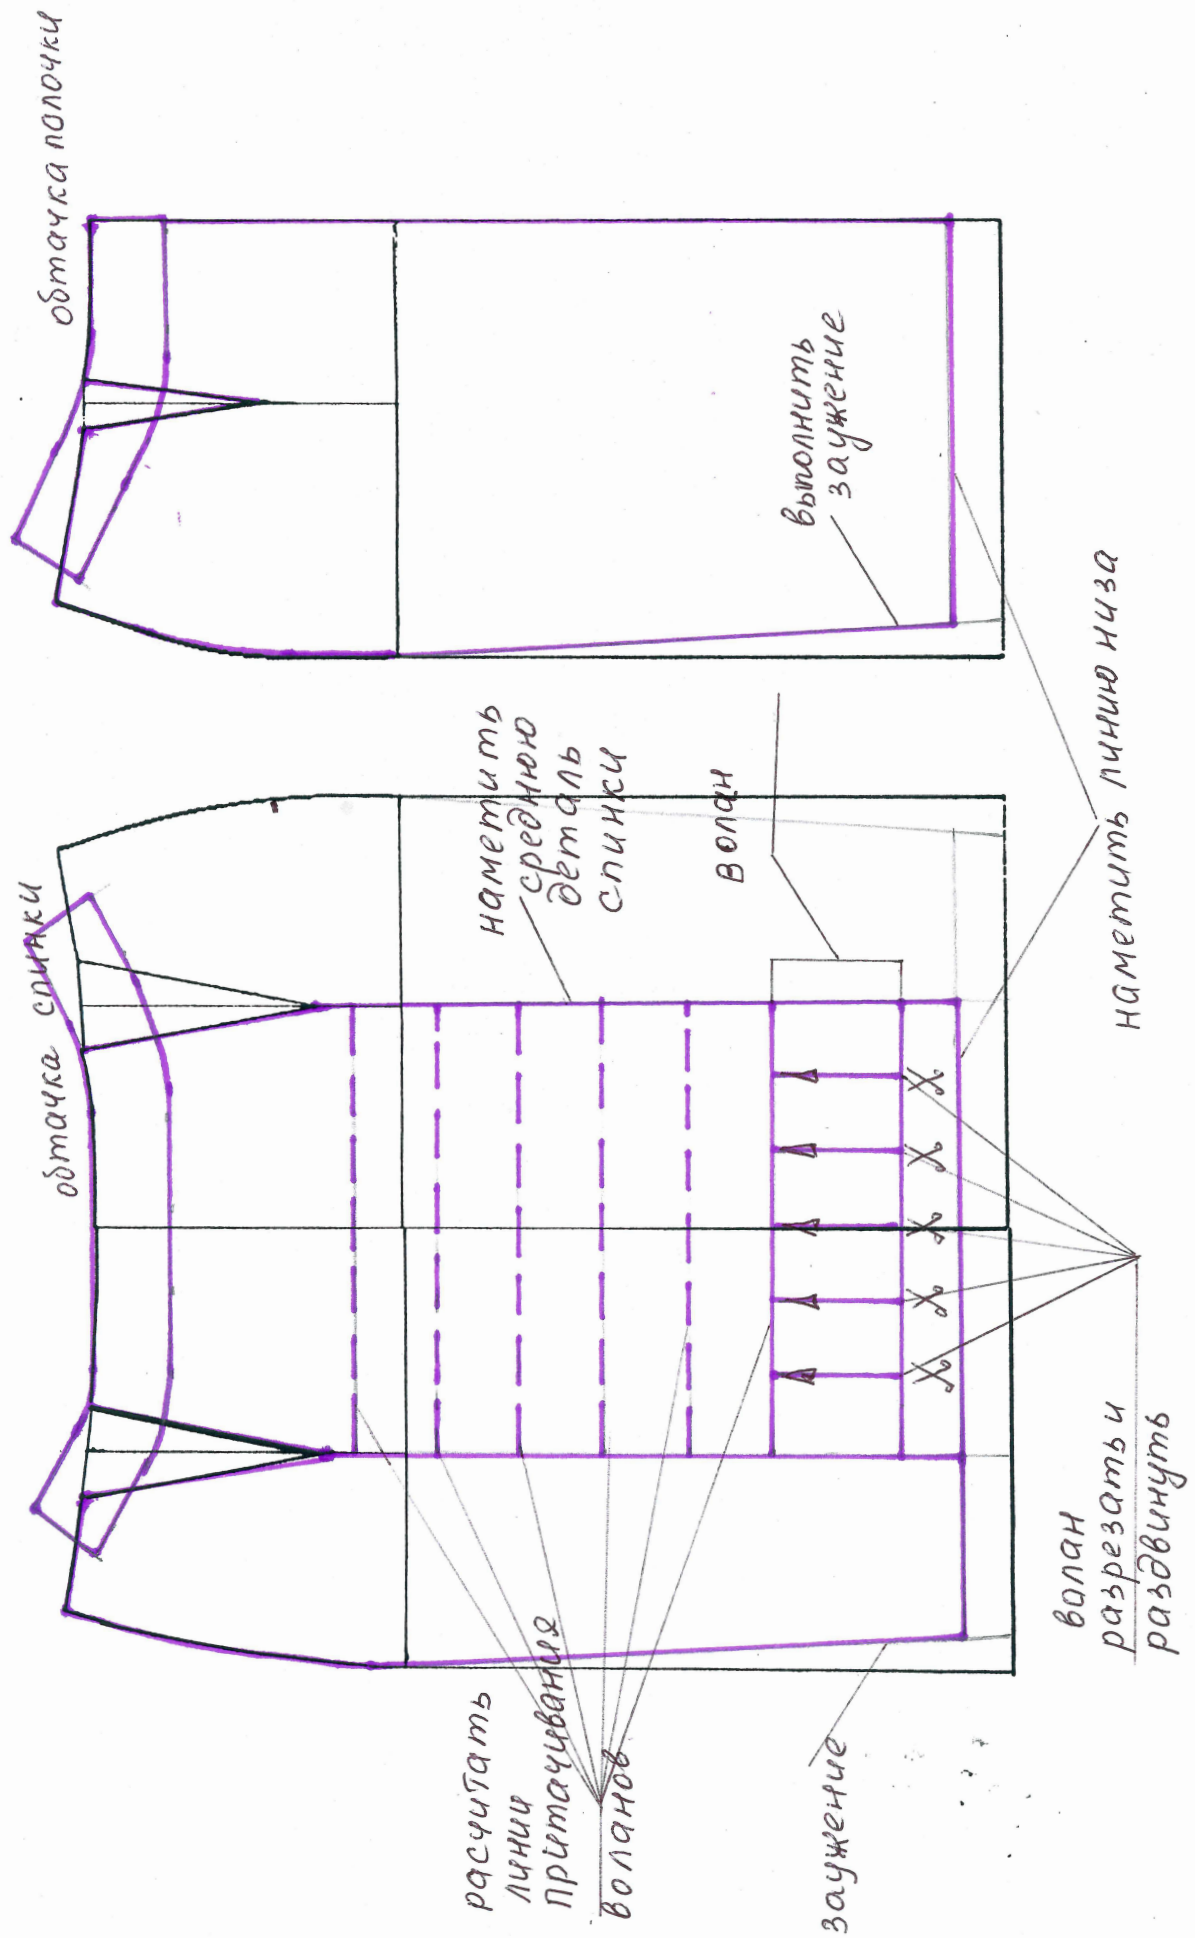 обтачка полочки
выполнить
заужение
обтачка спинки
наметить
среднюю
деталь
спинки
волан
наметить линию низа
расчитать
линии
притачивания
воланов
заужение
волан
разрезать и
раздвинуть